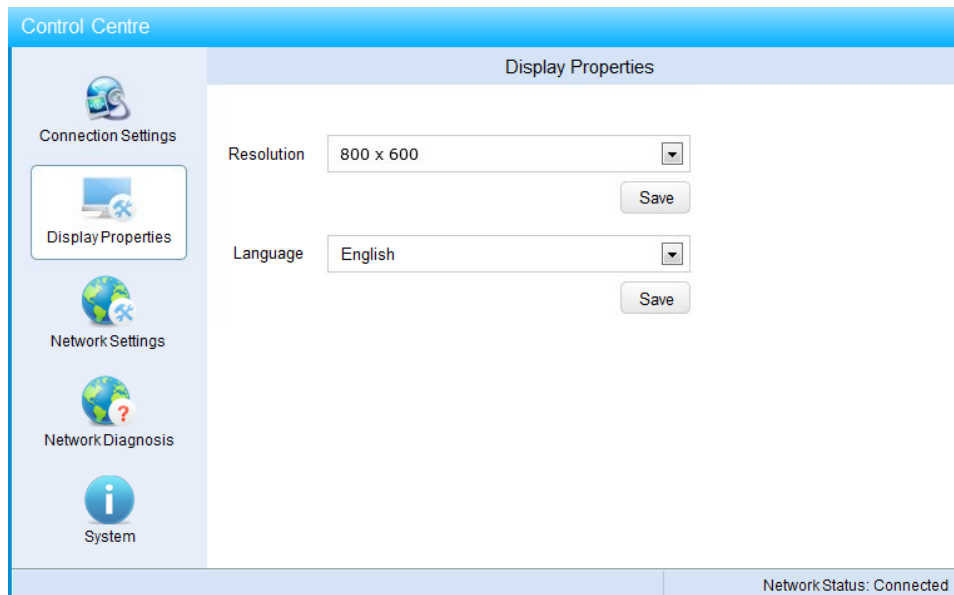 Control Centre
Display Properties
Connection Settings
Display Properties
Network Settings
Network Diagnosis
i
System
Resolution
800 x 600
Save
Language
English
Save
Network Status: Connected